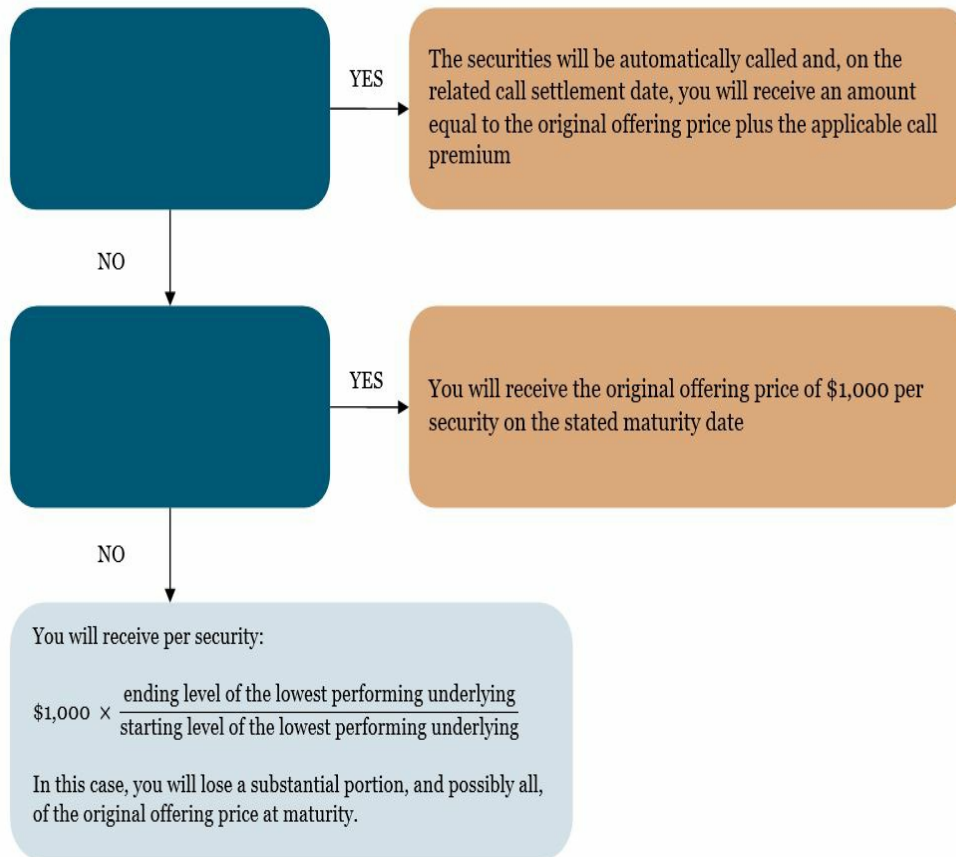 YES
The securities will be automatically called and, on the
related call settlement date, you will receive an amount
equal to the original offering price plus the applicable call
premium
NO
YES
You will receive the original offering price of $1,000 per
security on the stated maturity date
NO
You will receive per security:
ending level of the lowest performing underlying
$1,000 ×
starting level of the lowest performing underlying
In this case, you will lose a substantial portion, and possibly all,
of the original offering price at maturity.